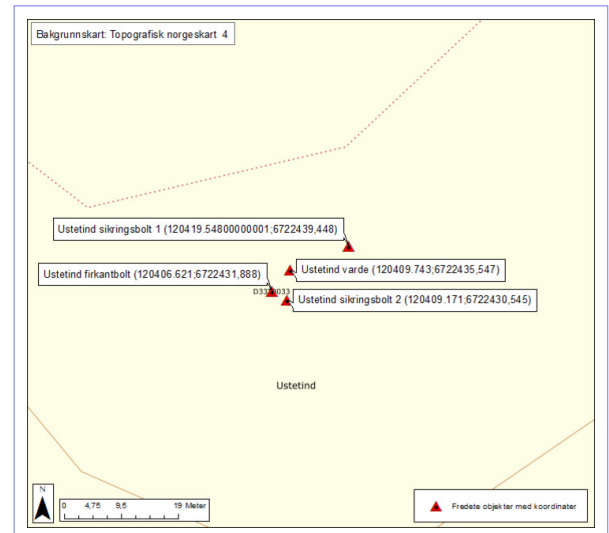 Bakgrunnskart: Topografisk norgeskart 4
Ustetind sikringsbolt 1 (120419.54800000001;6722439,448)
Ustetind varde (120409.743;6722435,547)
Ustetind firkantbolt (120406.621;6722431,888)
Ustetind sikringsbolt 2 (120409.171;6722430,545)
Ustetind
N
0 4,75 9,5 19 Meter
Fredete objekter med koordinater